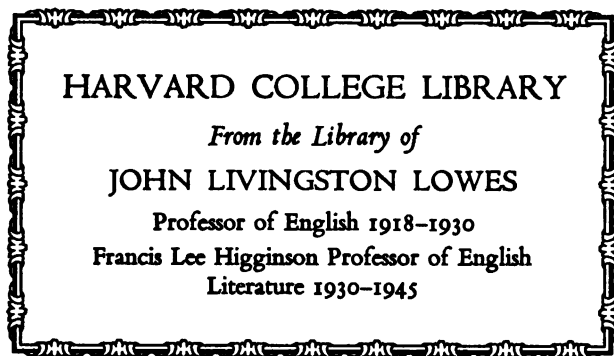 HARVARD COLLEGE LIBRARY
From the Library of
JOHN LIVINGSTON LOWES
Professor of English 1918–1930
Francis Lee Higginson Professor of English
Literature 1930–1945